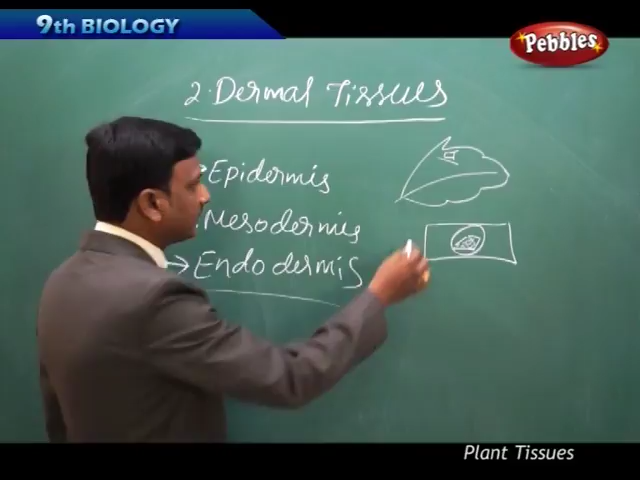 9th BIOLOGY
Pebbles
2. Dermal Tissues
Epidermis
Mesodermis
→ Endodermis
Plant Tissues